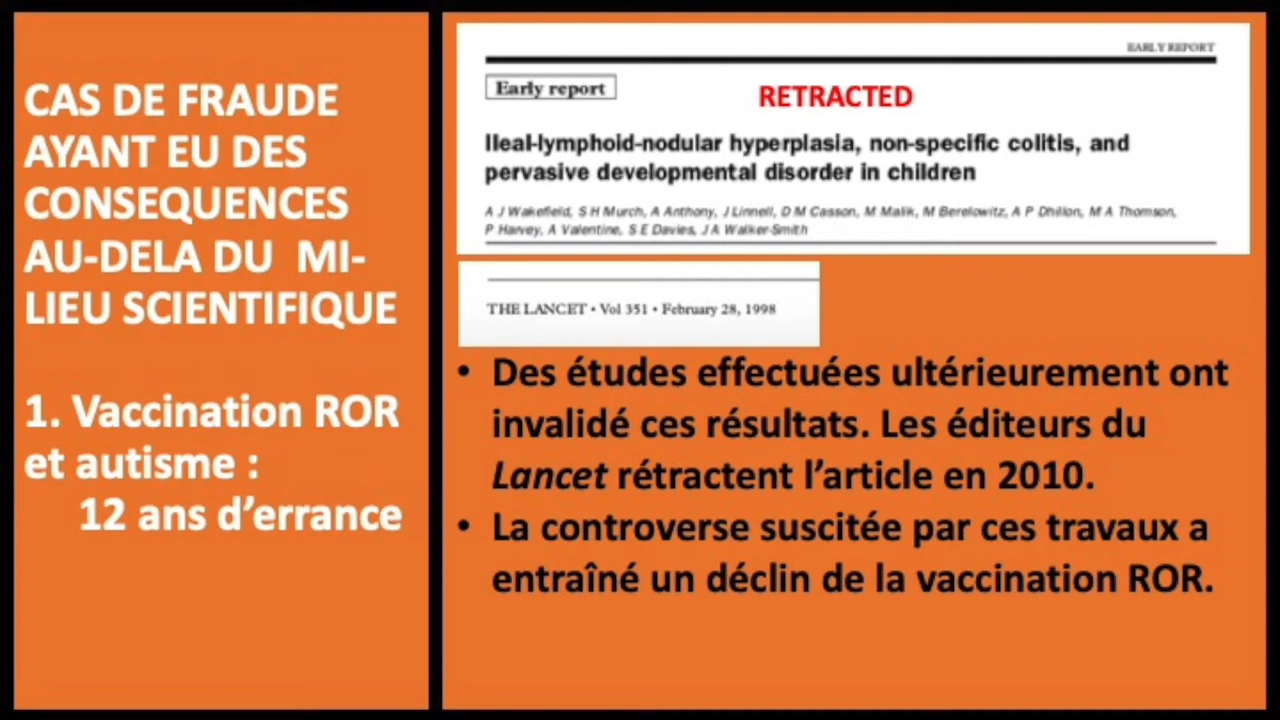 CAS DE FRAUDE
AYANT EU DES
CONSEQUENCES
AU-DELA DU MI-
LIEU SCIENTIFIQUE
1. Vaccination ROR
et autisme :
12 ans d'errance
EARLY REPORT
Early report
RETRACTED
Ileal-lymphoid-nodular hyperplasia, non-specific colitis, and
pervasive developmental disorder in children
A J Wakefield, S H Murch, A Anthony, J Linnell, D M Casson, M Malik, M Berelowitz, A P Dhillon, M A Thomson,
P Harvey, A Valentine, S E Davies, J A Walker-Smith
THE LANCET • Vol 351 • February 28, 1998
• Des études effectuées ultérieurement ont
invalidé ces résultats. Les éditeurs du
Lancet rétractent l'article en 2010.
• La controverse suscitée par ces travaux a
entraîné un déclin de la vaccination ROR.